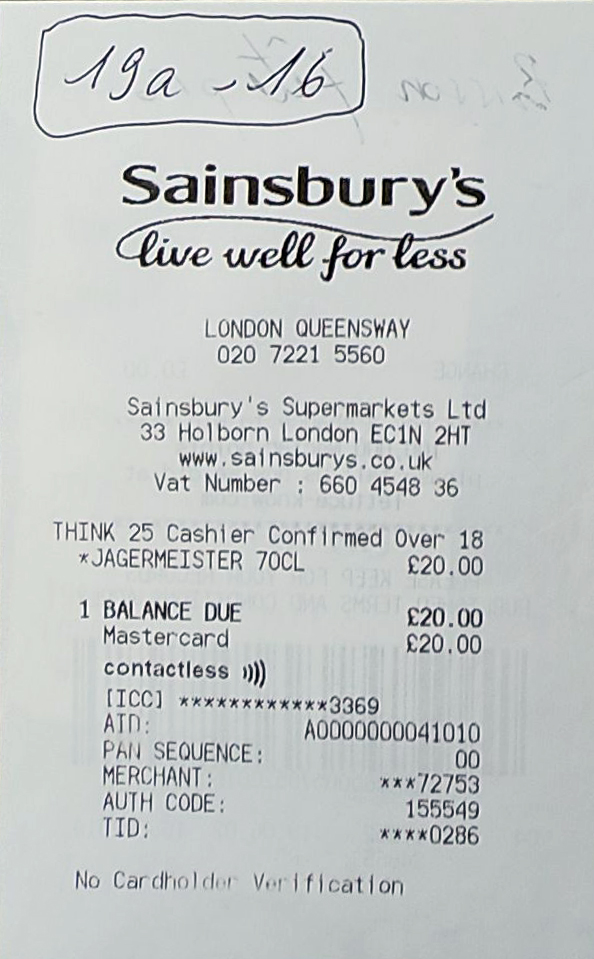 19a - 16
Sainsbury's
live well for less
LONDON QUEENSWAY
020 7221 5560
Sainsbury's Supermarkets Ltd
33 Holborn London EC1N 2HT
www.sainsburys.co.uk
Vat Number : 660 4548 36
THINK 25 Cashier Confirmed Over 18
*JAGERMEISTER 70CL £20.00
1 BALANCE DUE £20.00
Mastercard £20.00
contactless
[ICC] ************3369
AID: A0000000041010
PAN SEQUENCE: 00
MERCHANT: ***72753
AUTH CODE: 155549
TID: ****0286
No Cardholder Verification